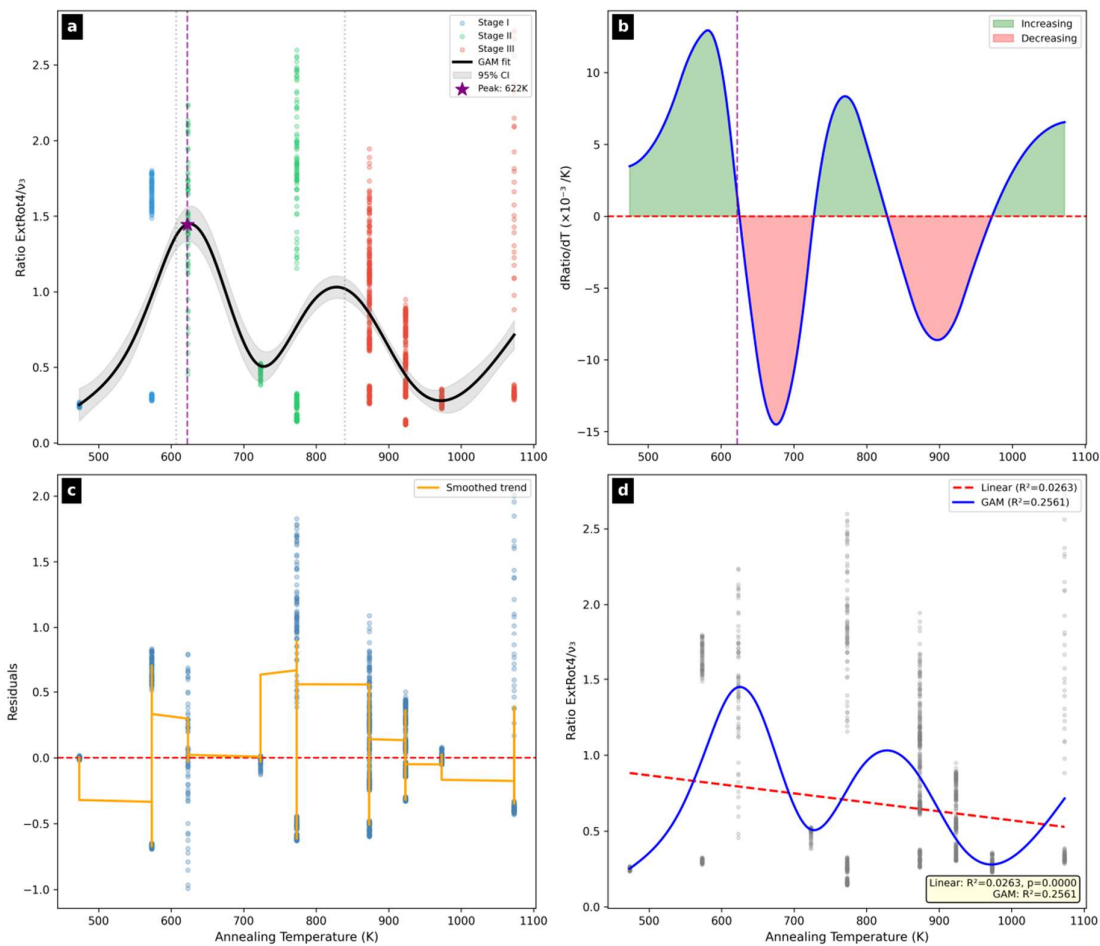 a
Stage I
Stage II
Stage III
GAM fit
95% CI
Peak: 622K
Ratio ExtRot4/ν₃
2.5
2.0
1.5
1.0
0.5
0.0
500 600 700 800 900 1000 1100
b
Increasing
Decreasing
dRatio/dT (×10⁻³ /K)
10
5
0
−5
−10
−15
500 600 700 800 900 1000 1100
c
Smoothed trend
Residuals
2.0
1.5
1.0
0.5
0.0
−0.5
−1.0
500 600 700 800 900 1000 1100
Annealing Temperature (K)
d
Linear (R²=0.0263)
GAM (R²=0.2561)
Ratio ExtRot4/ν₃
2.5
2.0
1.5
1.0
0.5
0.0
Linear: R²=0.0263, p=0.0000
GAM: R²=0.2561
500 600 700 800 900 1000 1100
Annealing Temperature (K)